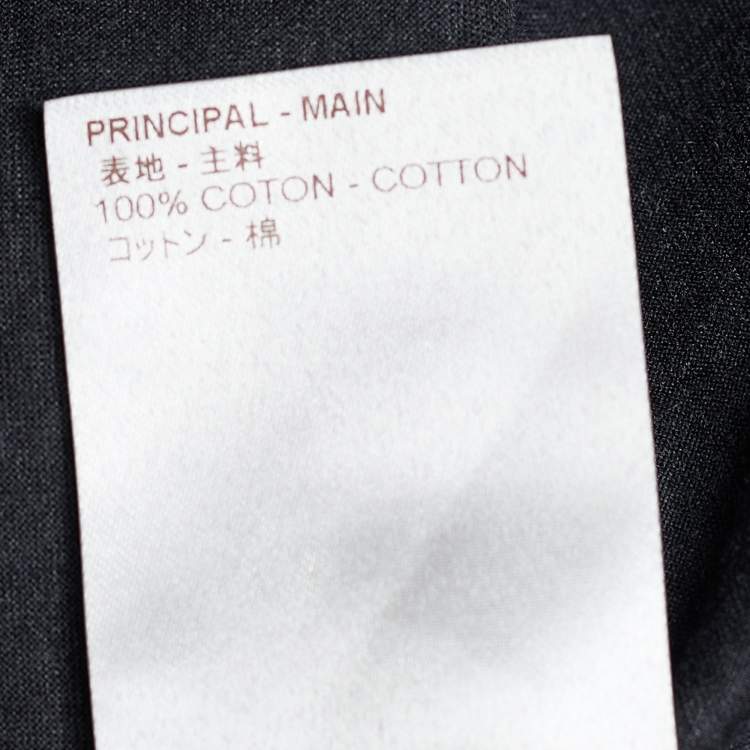 PRINCIPAL - MAIN
表地 - 主料
100% COTON - COTTON
コットン - 棉